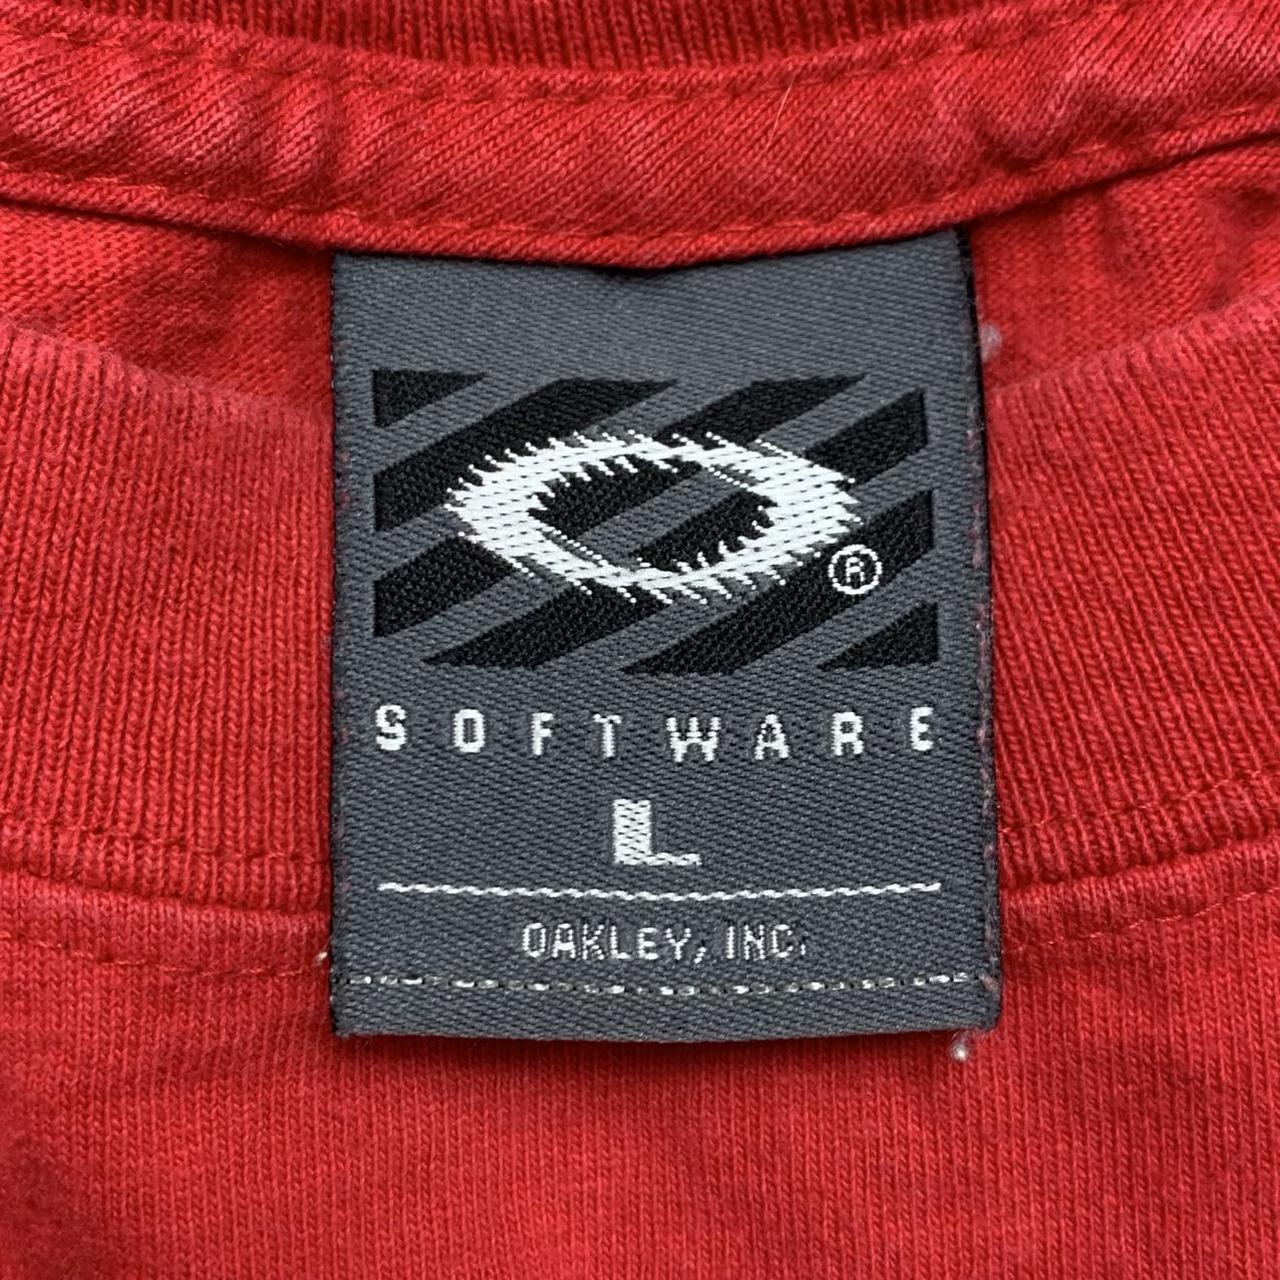 ®
SOFTWARE
L
OAKLEY, INC.